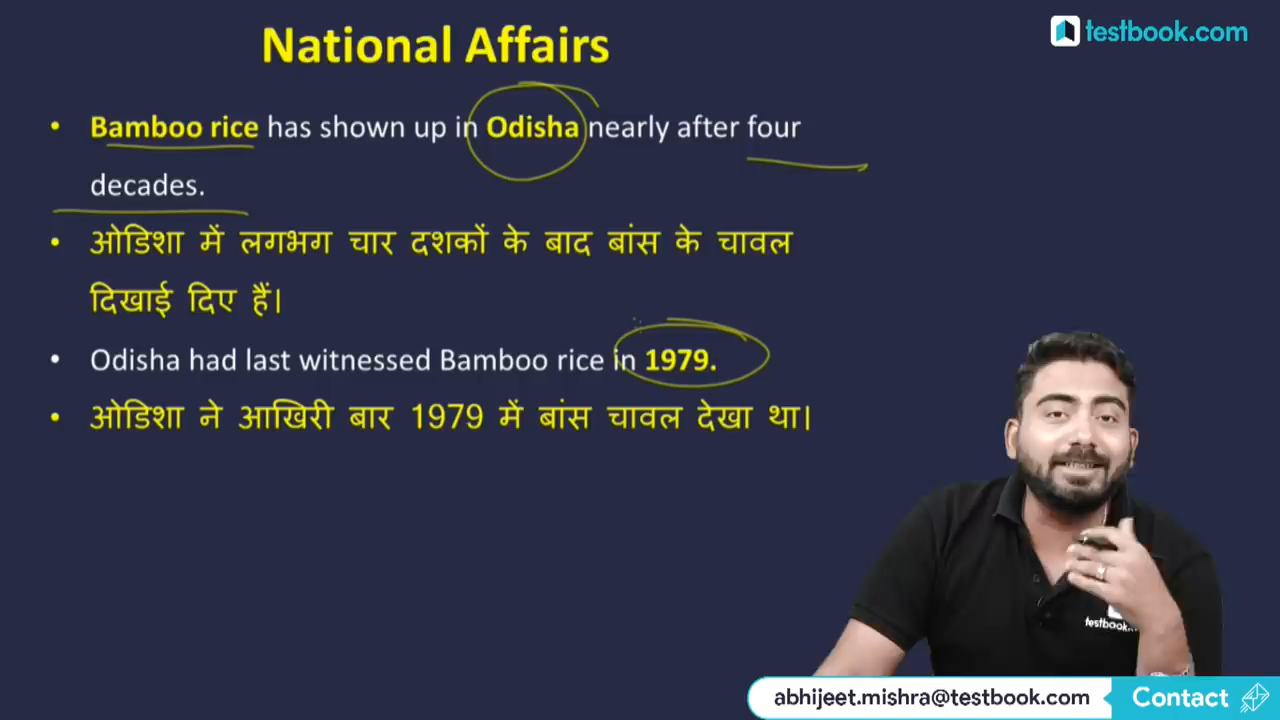 National Affairs
testbook.com
• Bamboo rice has shown up in Odisha nearly after four
decades.
• ओडिशा में लगभग चार दशकों के बाद बांस के चावल
दिखाई दिए हैं।
• Odisha had last witnessed Bamboo rice in 1979.
• ओडिशा ने आखिरी बार 1979 में बांस चावल देखा था।
testbook
abhijeet.mishra@testbook.com Contact